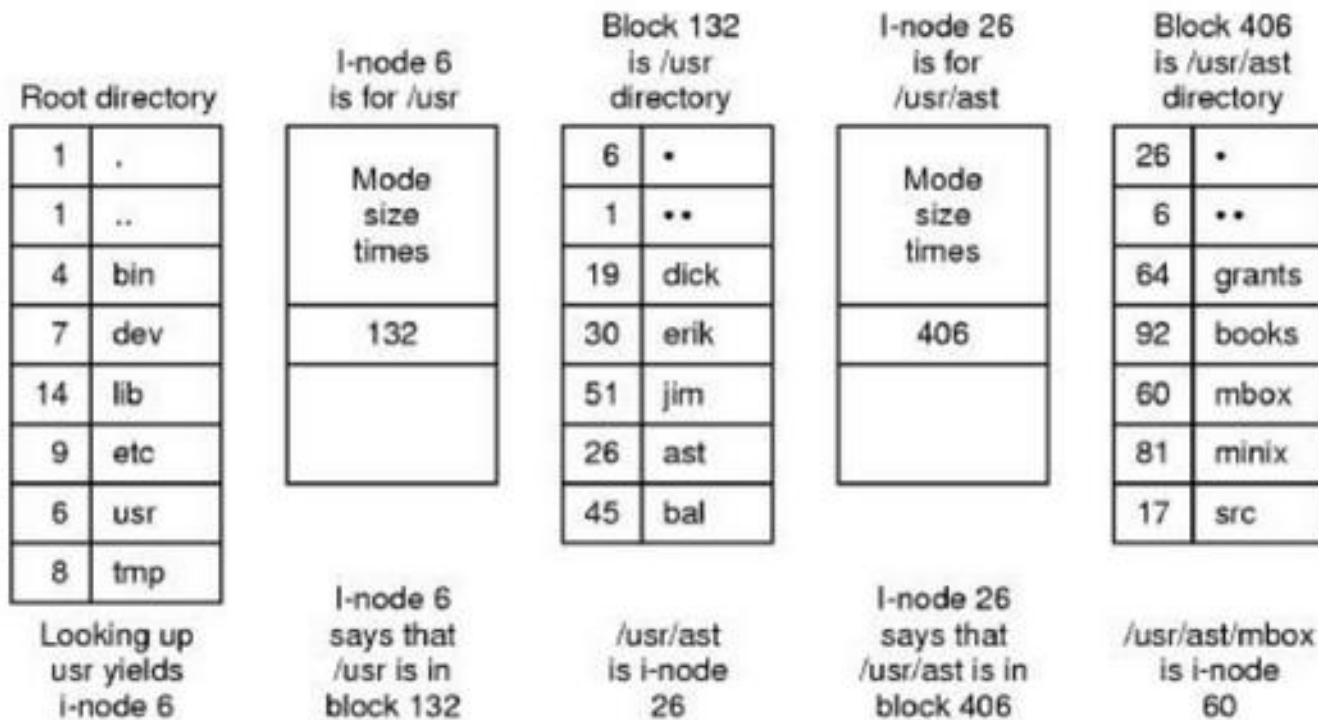 Root directory
1 .
1 ..
4 bin
7 dev
14 lib
9 etc
6 usr
8 tmp
Looking up
usr yields
i-node 6
I-node 6
is for /usr
Mode
size
times
132
I-node 6
says that
/usr is in
block 132
Block 132
is /usr
directory
6 •
1 ••
19 dick
30 erik
51 jim
26 ast
45 bal
/usr/ast
is i-node
26
I-node 26
is for
/usr/ast
Mode
size
times
406
I-node 26
says that
/usr/ast is in
block 406
Block 406
is /usr/ast
directory
26 •
6 ••
64 grants
92 books
60 mbox
81 minix
17 src
/usr/ast/mbox
is i-node
60